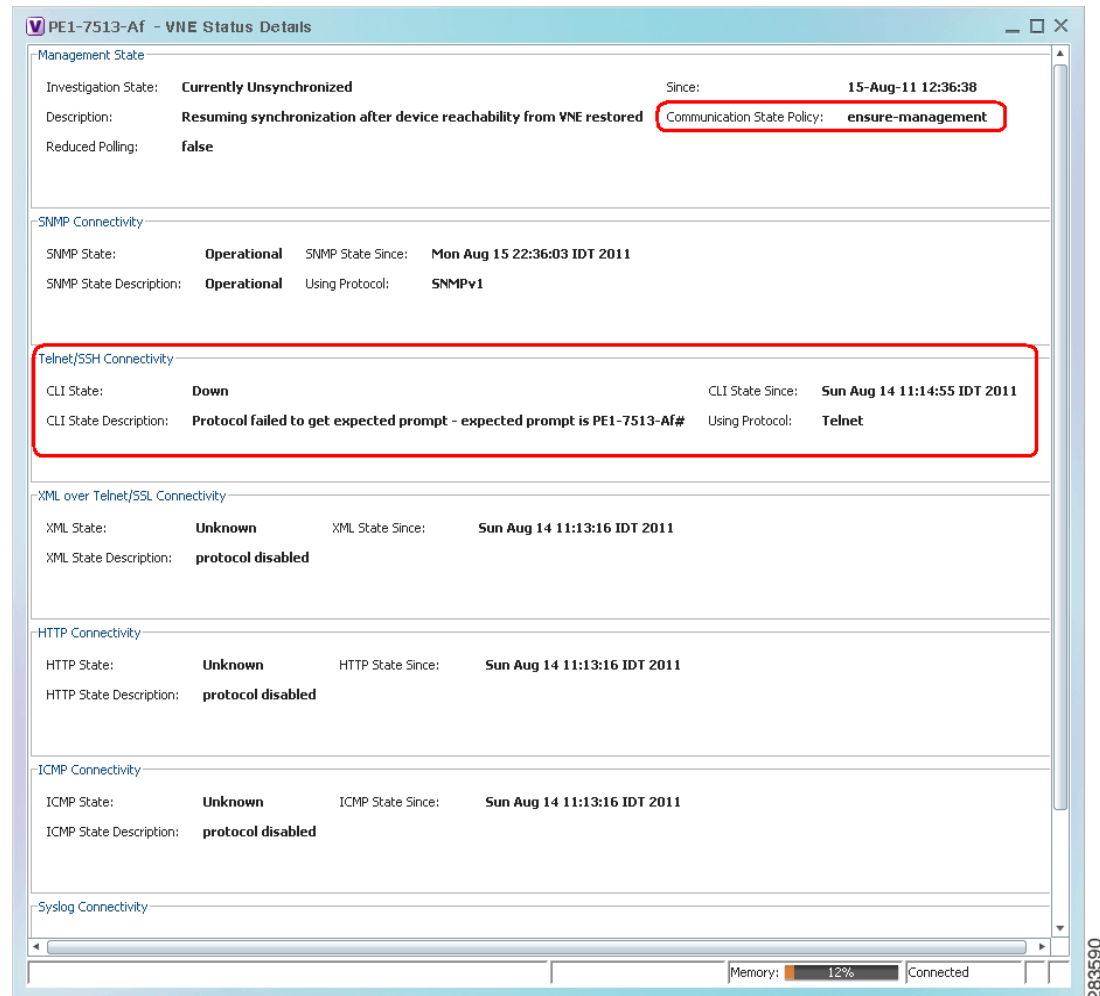 PE1-7513-Af - VNE Status Details
Management State
Investigation State: Currently Unsynchronized Since: 15-Aug-11 12:36:38
Description: Resuming synchronization after device reachability from VNE restored Communication State Policy: ensure-management
Reduced Polling: false
SNMP Connectivity
SNMP State: Operational SNMP State Since: Mon Aug 15 22:36:03 IDT 2011
SNMP State Description: Operational Using Protocol: SNMPv1
Telnet/SSH Connectivity
CLI State: Down CLI State Since: Sun Aug 14 11:14:55 IDT 2011
CLI State Description: Protocol failed to get expected prompt - expected prompt is PE1-7513-Af# Using Protocol: Telnet
XML over Telnet/SSL Connectivity
XML State: Unknown XML State Since: Sun Aug 14 11:13:16 IDT 2011
XML State Description: protocol disabled
HTTP Connectivity
HTTP State: Unknown HTTP State Since: Sun Aug 14 11:13:16 IDT 2011
HTTP State Description: protocol disabled
ICMP Connectivity
ICMP State: Unknown ICMP State Since: Sun Aug 14 11:13:16 IDT 2011
ICMP State Description: protocol disabled
Syslog Connectivity
Memory: 12% Connected
283590